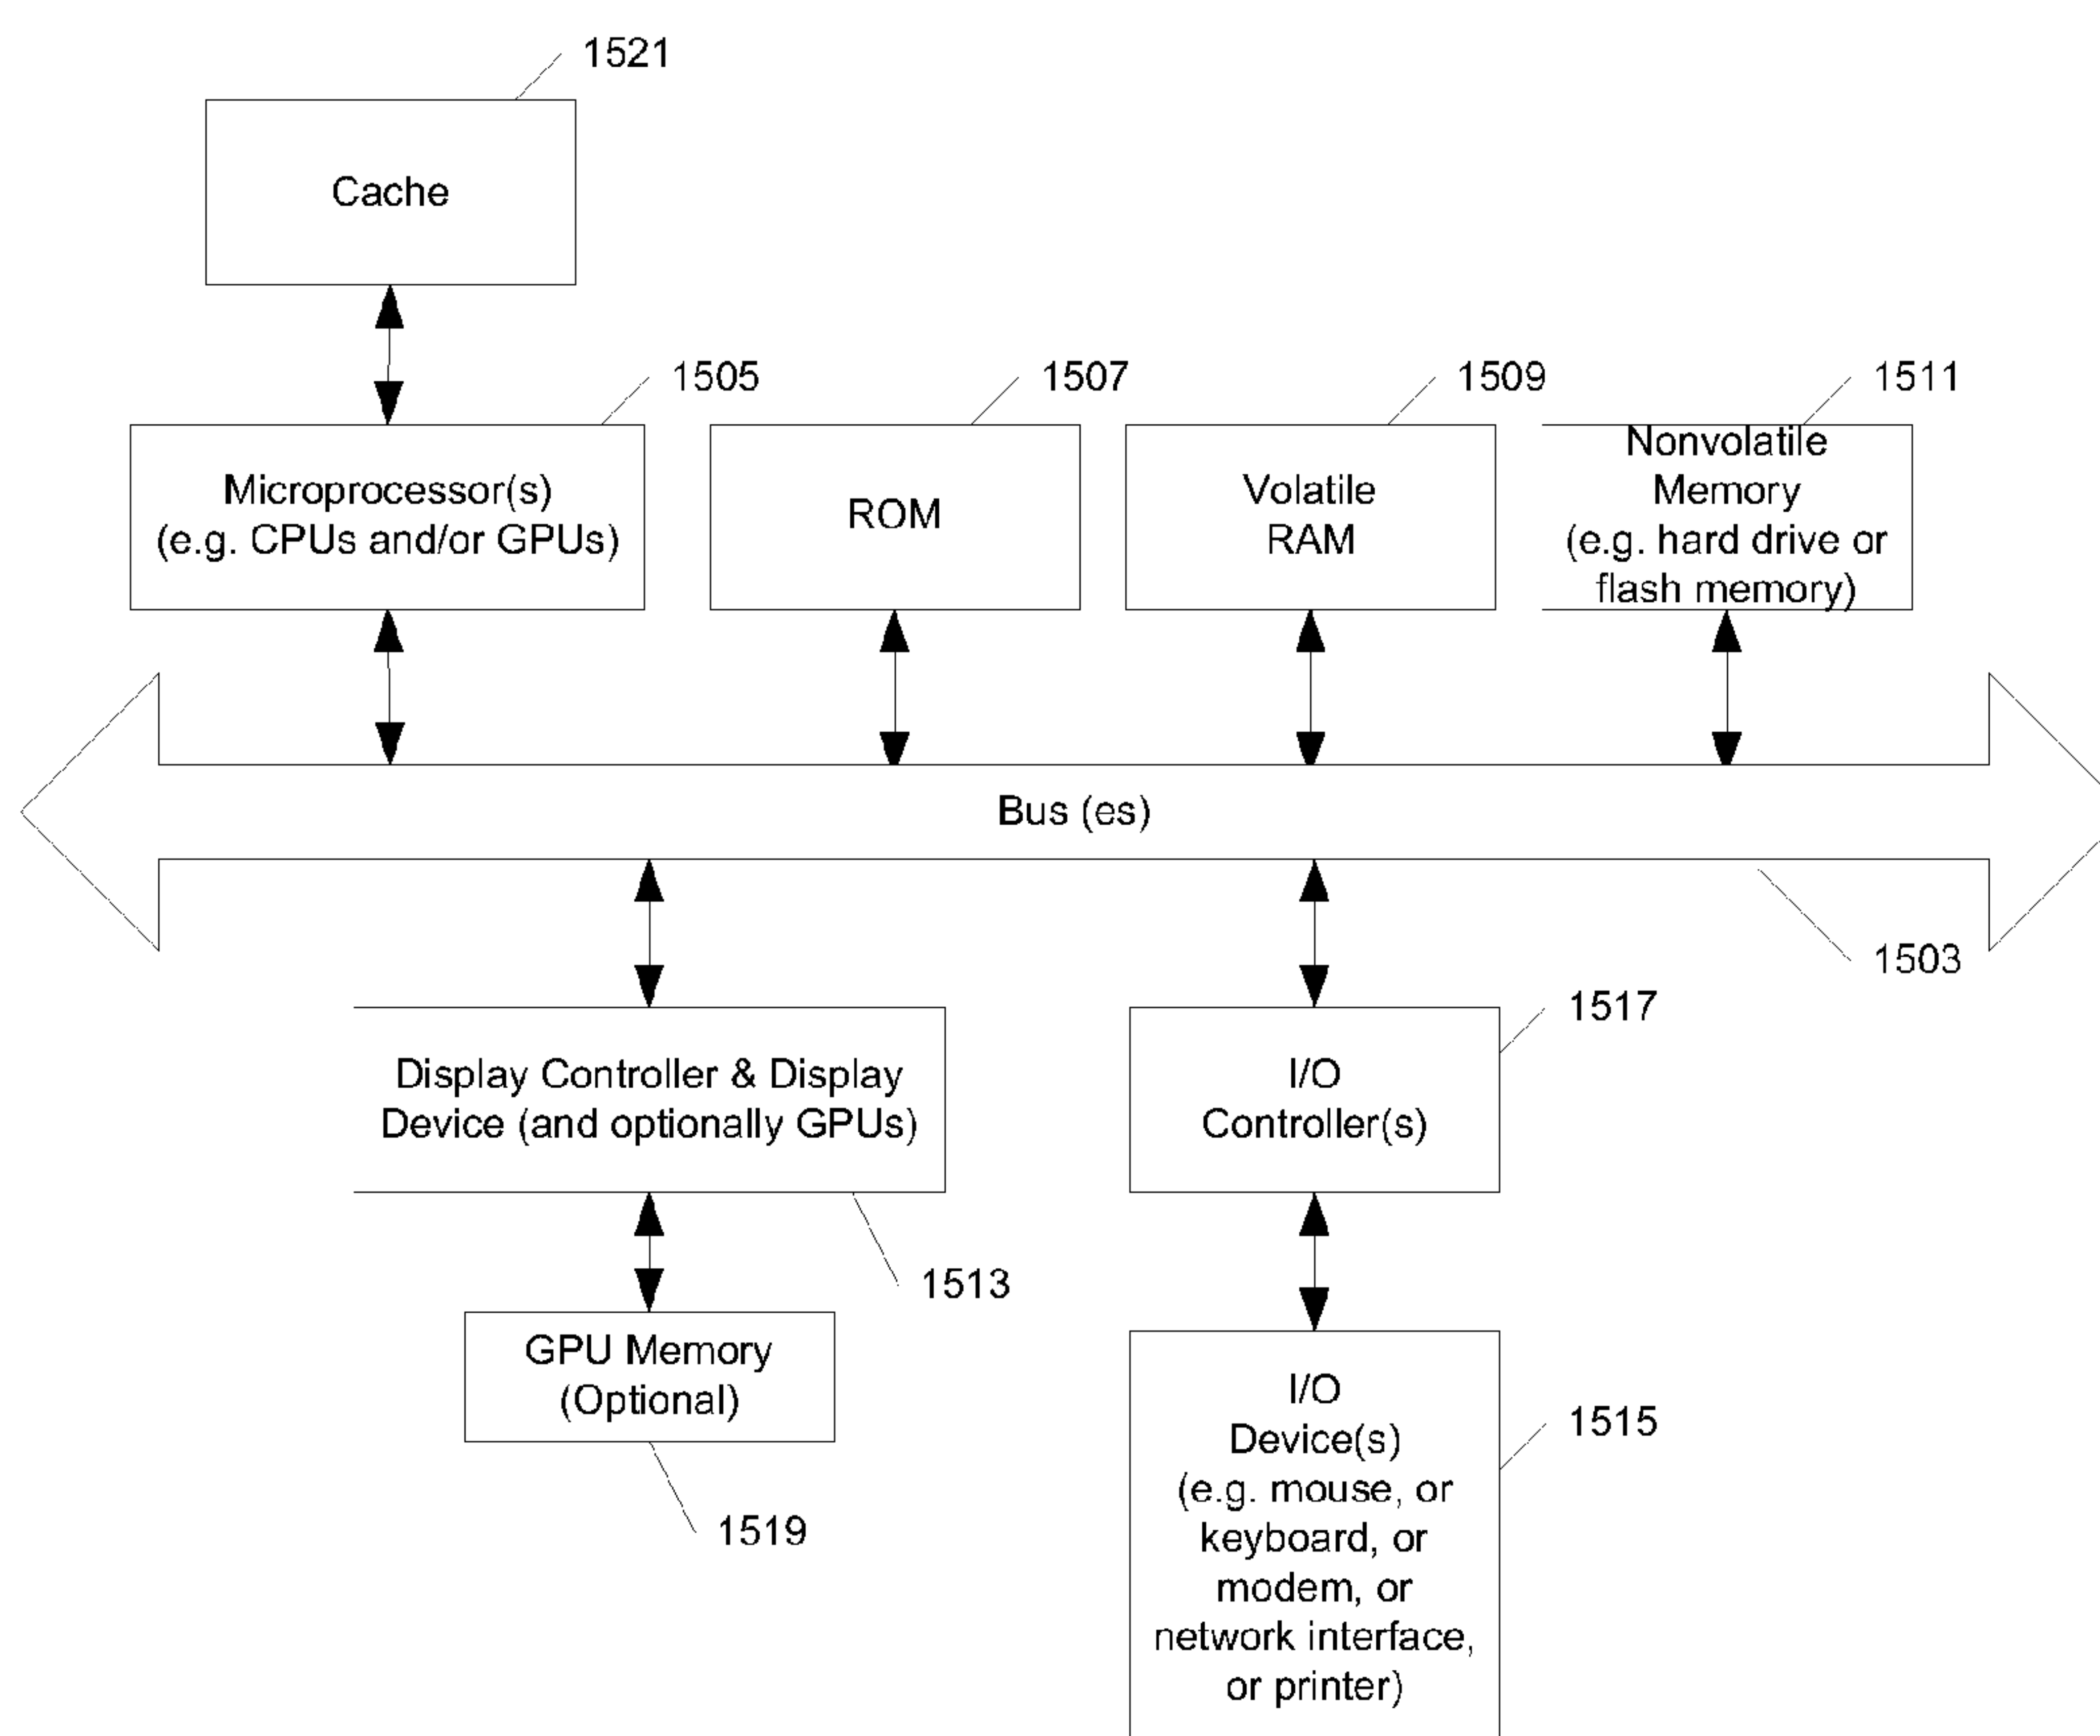 1521
Cache
1505
1507
1509
1511
Microprocessor(s)
(e.g. CPUs and/or GPUs)
ROM
Volatile
RAM
Nonvolatile
Memory
(e.g. hard drive or
flash memory)
Bus (es)
1503
1517
Display Controller & Display
Device (and optionally GPUs)
I/O
Controller(s)
1513
GPU Memory
(Optional)
1519
I/O
Device(s)
(e.g. mouse, or
keyboard, or
modem, or
network interface,
or printer)
1515